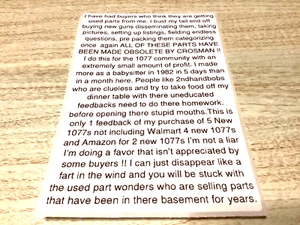 I have had buyers who think they are getting
used parts from me. I bust my tail end off
buying new guns disseminating them, taking
pictures, setting up listings, fielding endless
questions, pre packing them categorizing
once again ALL OF THESE PARTS HAVE
BEEN MADE OBSOLETE BY CROSMAN !!
I do this for the 1077 community with an
extremely small amount of profit. I made
more as a babysitter in 1982 in 5 days than
in a month here. People like 2ndhandtools
who are clueless and try to take food off my
dinner table with there uneducated
feedbacks need to do there homework.
before opening there stupid mouths.This is
only 1 feedback of my purchase of 5 New
1077s not including Walmart 4 new 1077s
and Amazon for 2 new 1077s I'm not a liar
I'm doing a favor that isn't appreciated by
some buyers !! I can just disappear like a
fart in the wind and you will be stuck with
the used part wonders who are selling parts
that have been in there basement for years.